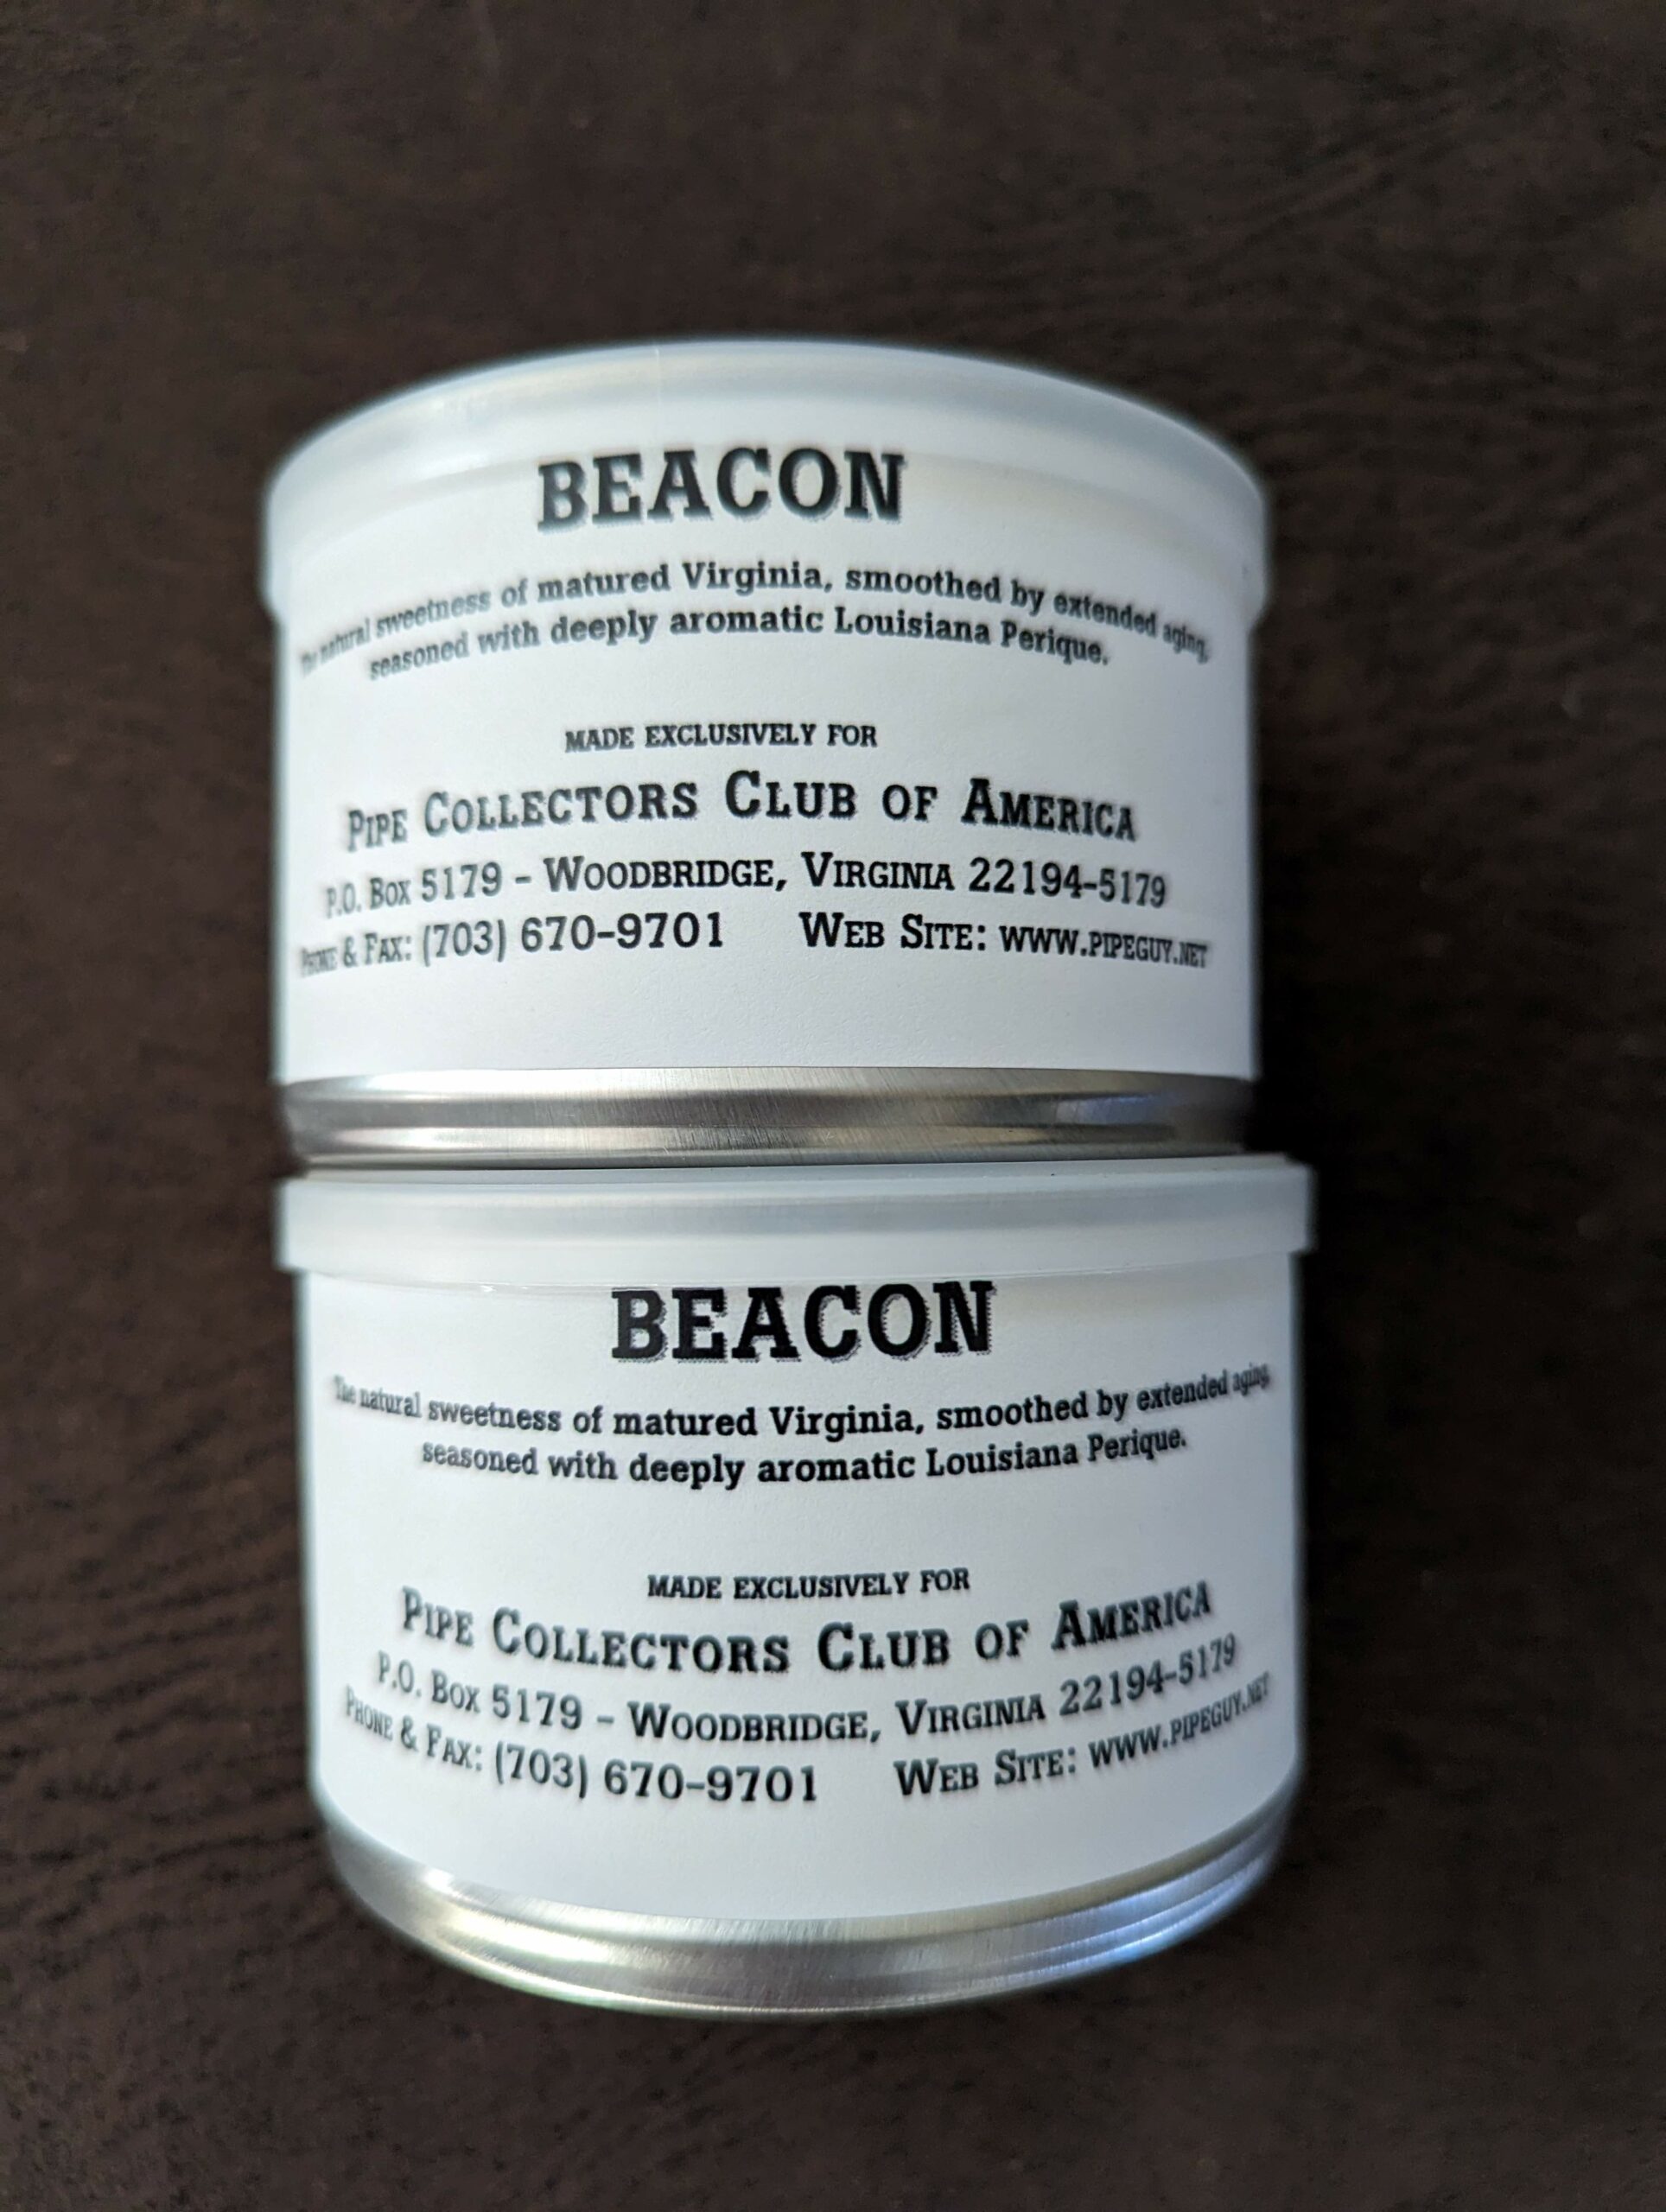 BEACON
The natural sweetness of matured Virginia, smoothed by extended aging,
seasoned with deeply aromatic Louisiana Perique.
MADE EXCLUSIVELY FOR
PIPE COLLECTORS CLUB OF AMERICA
P.O. BOX 5179 - WOODBRIDGE, VIRGINIA 22194-5179
PHONE & FAX: (703) 670-9701 WEB SITE: WWW.PIPEGUY.NET
BEACON
The natural sweetness of matured Virginia, smoothed by extended aging,
seasoned with deeply aromatic Louisiana Perique.
MADE EXCLUSIVELY FOR
PIPE COLLECTORS CLUB OF AMERICA
P.O. BOX 5179 - WOODBRIDGE, VIRGINIA 22194-5179
PHONE & FAX: (703) 670-9701 WEB SITE: WWW.PIPEGUY.NET